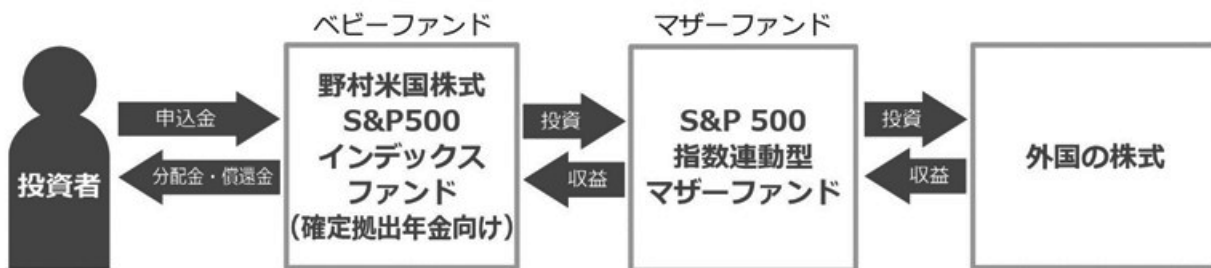 ベビーファンド
マザーファンド
投資者
申込金
分配金・償還金
野村米国株式
S&P500
インデックス
ファンド
(確定拠出年金向け)
投資
収益
S&P 500
指数連動型
マザーファンド
投資
収益
外国の株式